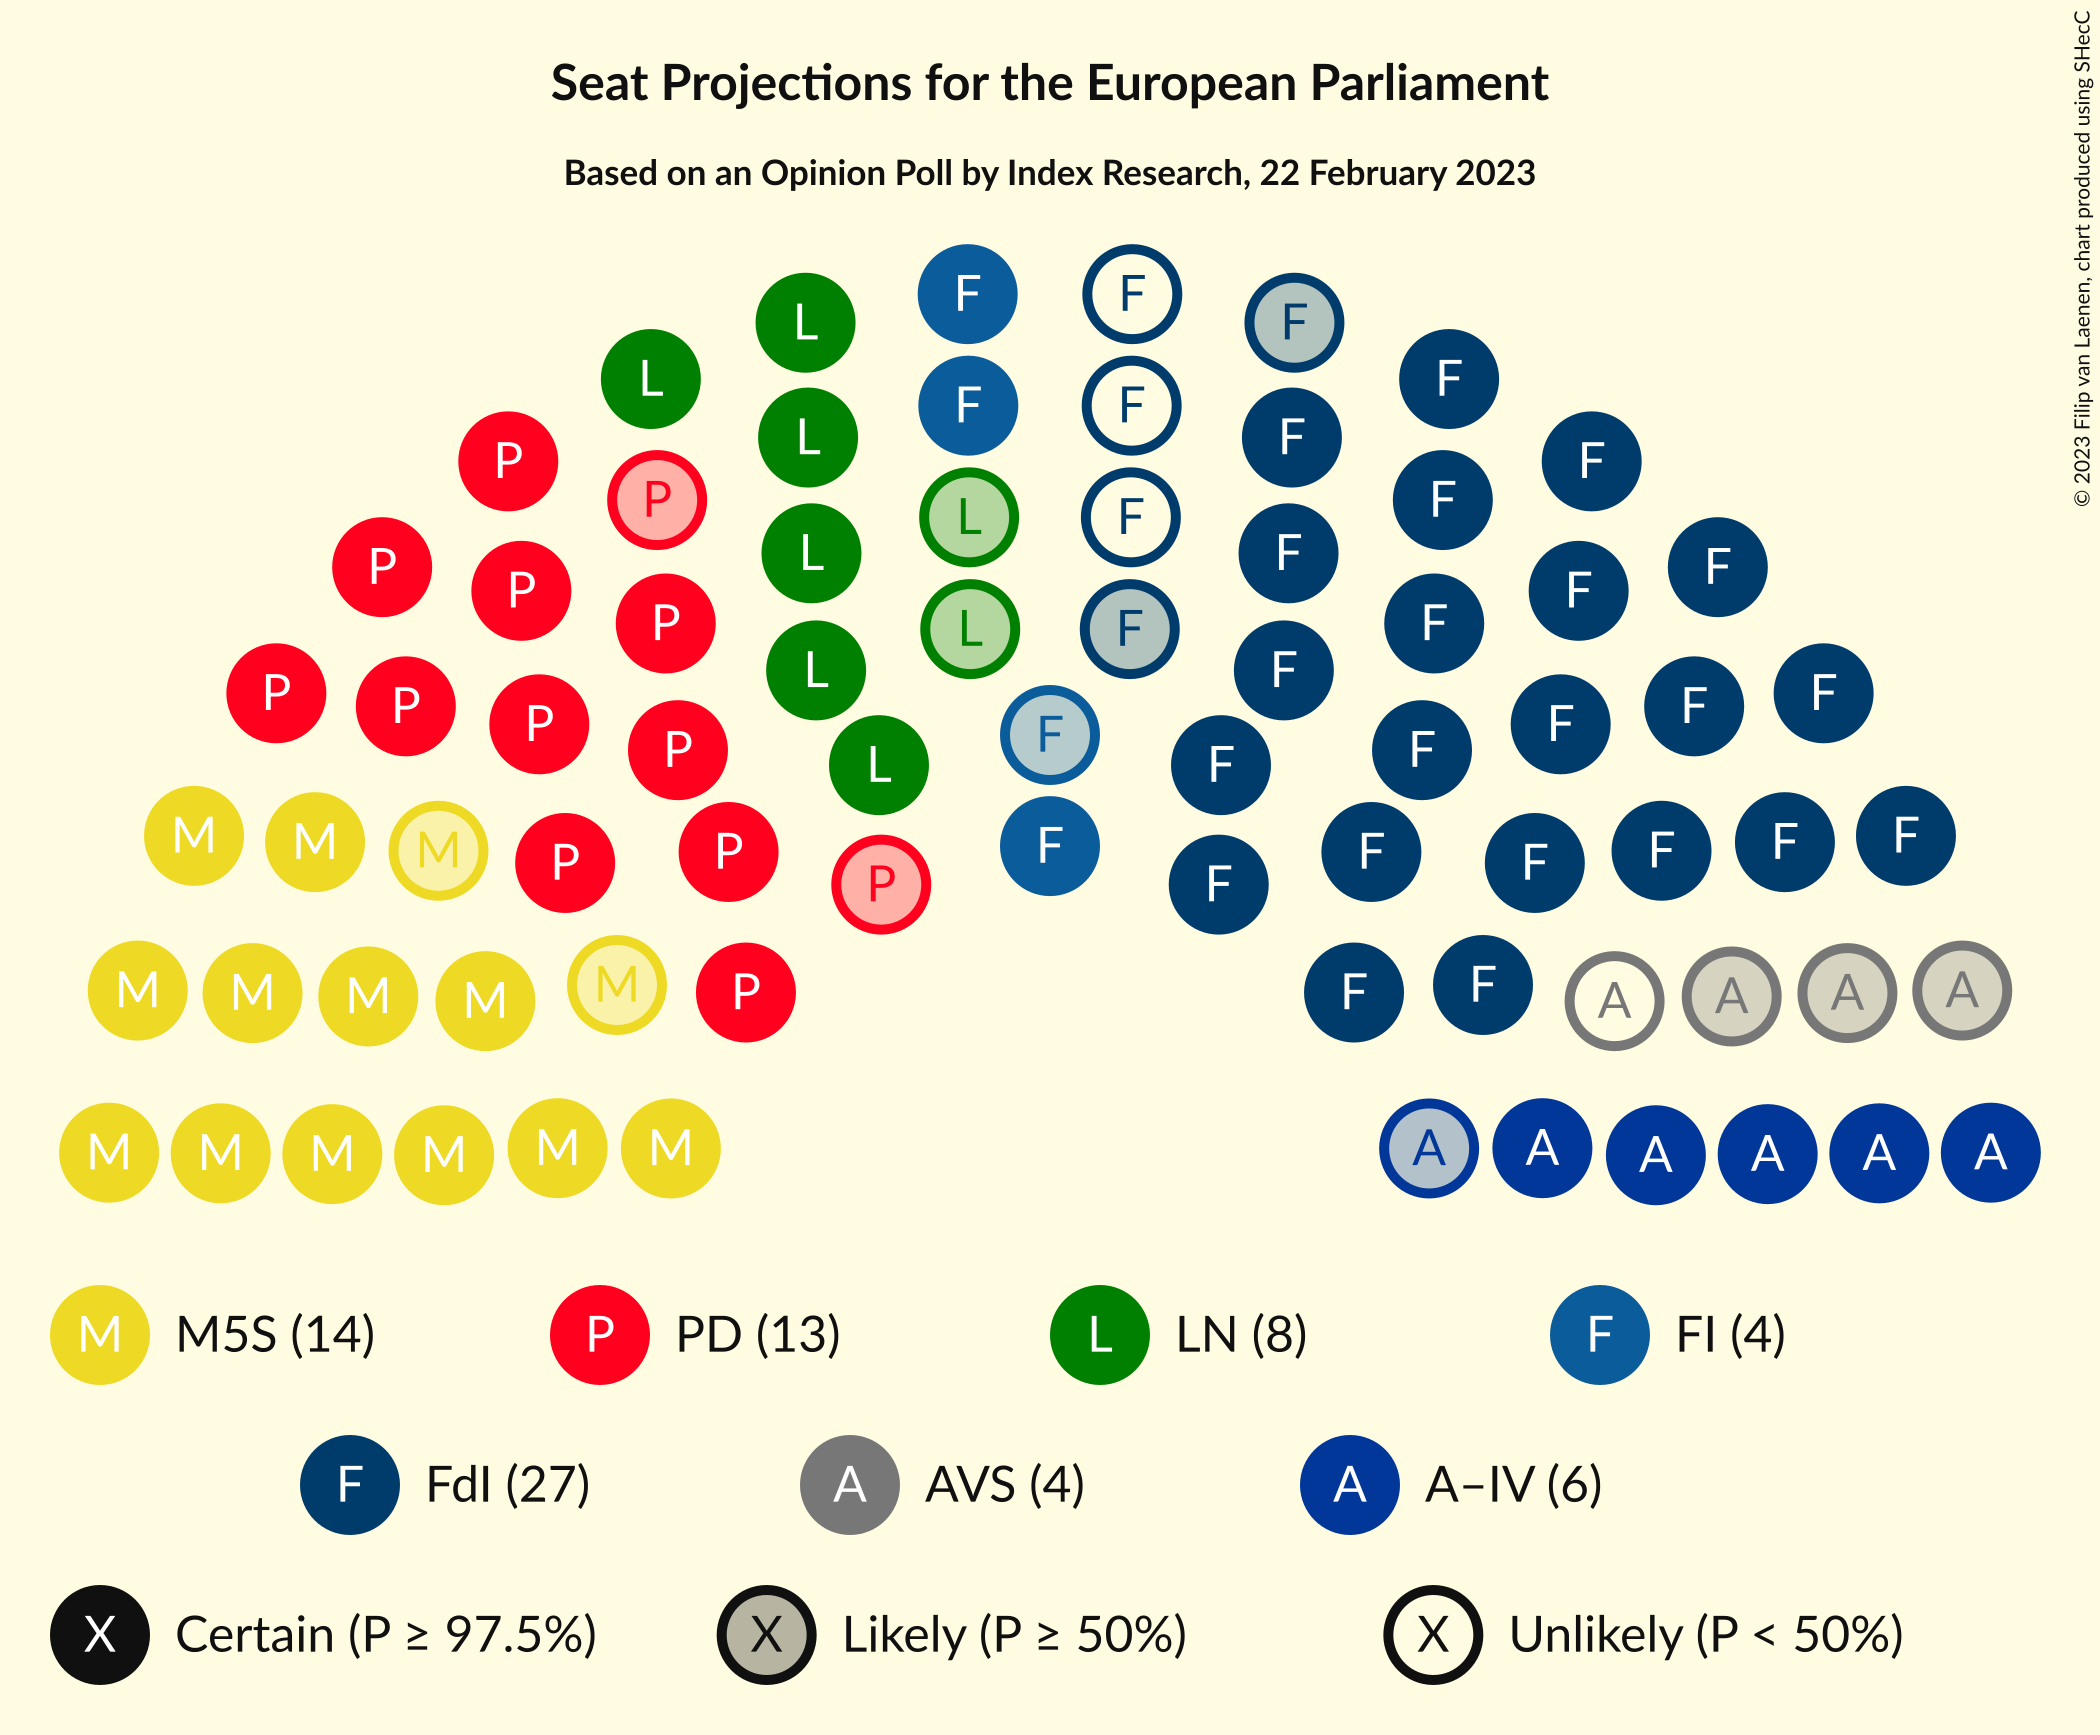 Seat Projections for the European Parliament
Based on an Opinion Poll by Index Research, 22 February 2023
© 2023 Filip van Laenen, chart produced using SHecC
F F
L F
L F
F F
L F
P L F
P L F
P F
L F
P F
P F
P F
P L F
L F
P F
P F
P F
P F
P F
L F
F
M M M P P P F F F F F F F
M M M M M P F F A A A A
M M M M M M A A A A A A
M M5S (14) P PD (13) L LN (8) F FI (4)
F FdI (27) A AVS (4) A A–IV (6)
X Certain (P ≥ 97.5%) X Likely (P ≥ 50%) X Unlikely (P < 50%)